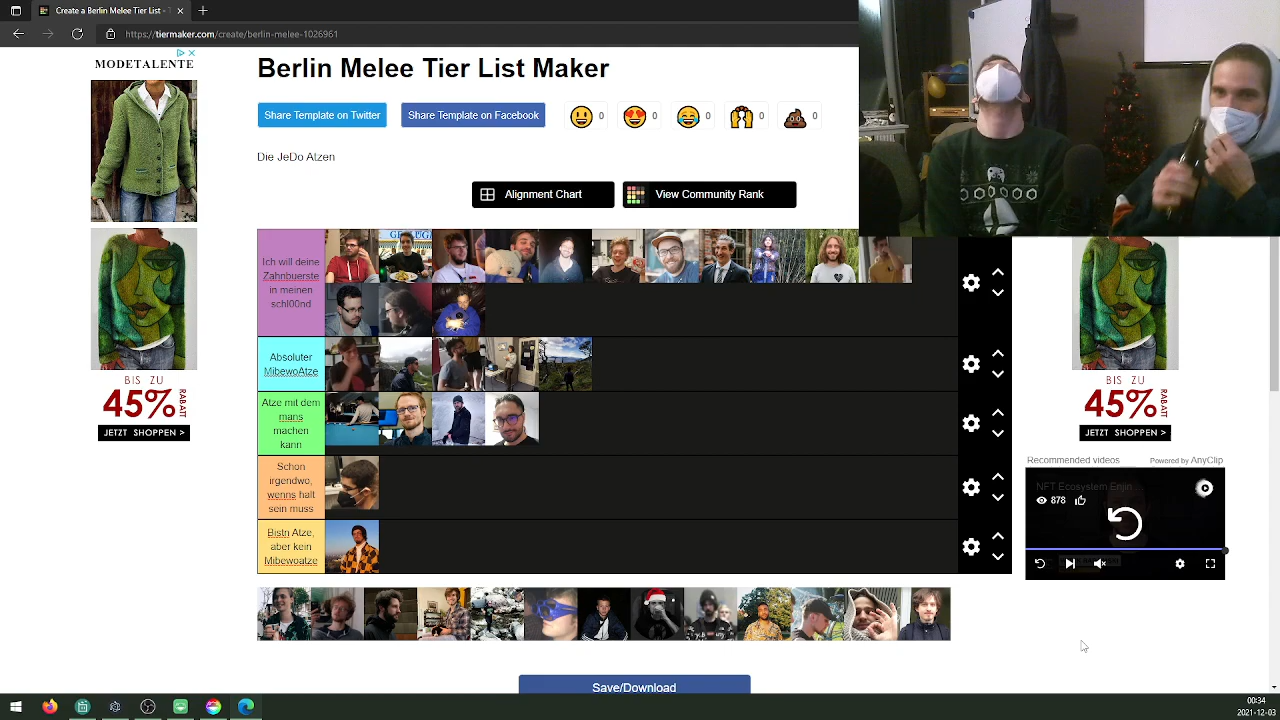 Create a Berlin Melee Tier List - T
https://tiermaker.com/create/berlin-melee-1026961
MODETALENTE
BIS ZU
45%
RABATT
JETZT SHOPPEN >
Berlin Melee Tier List Maker
Share Template on Twitter
Share Template on Facebook
0
0
0
0
0
Die JeDo Atzen
Alignment Chart
View Community Rank
Ich will deine
Zahnbuerste
in meinen
schl00nd
Absoluter
MibewoAtze
Atze mit dem
mans
machen
kann
Schon
irgendwo,
wenns halt
sein muss
Bistn Atze,
aber kein
Mibewoatze
Save/Download
BIS ZU
45%
RABATT
JETZT SHOPPEN >
Recommended videos
Powered by AnyClip
NFT Ecosystem Enjin
878
00:34
2021-12-03